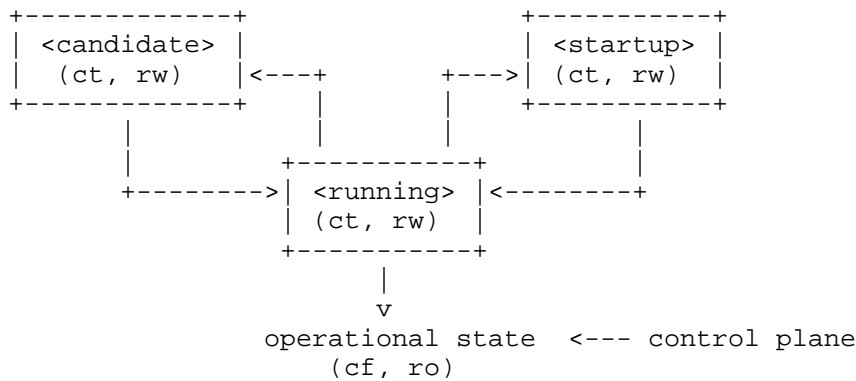 <candidate> <startup>
(ct, rw) (ct, rw)
<running>
(ct, rw)
operational state <--- control plane
(cf, ro)